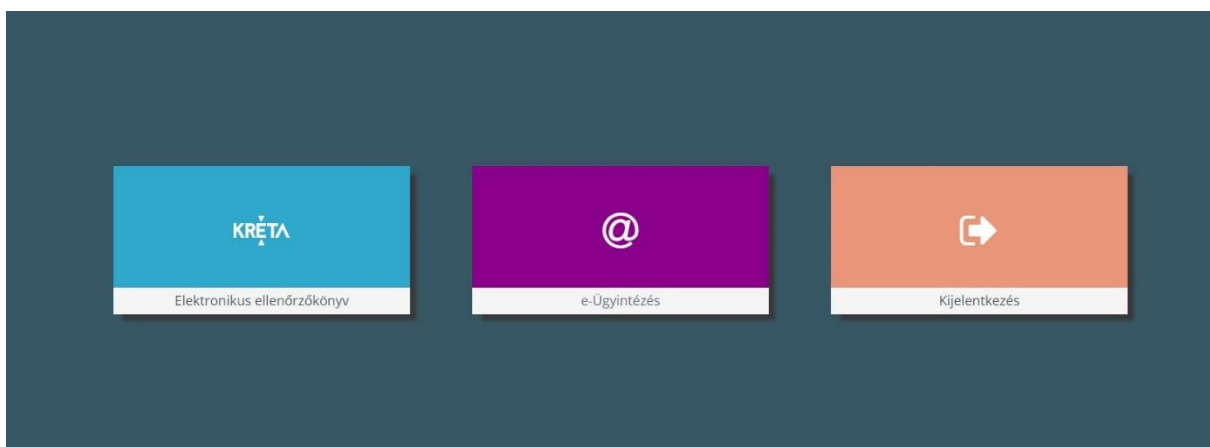 KRÉTA
@
Elektronikus ellenőrzőkönyv
e-Ügyintézés
Kijelentkezés